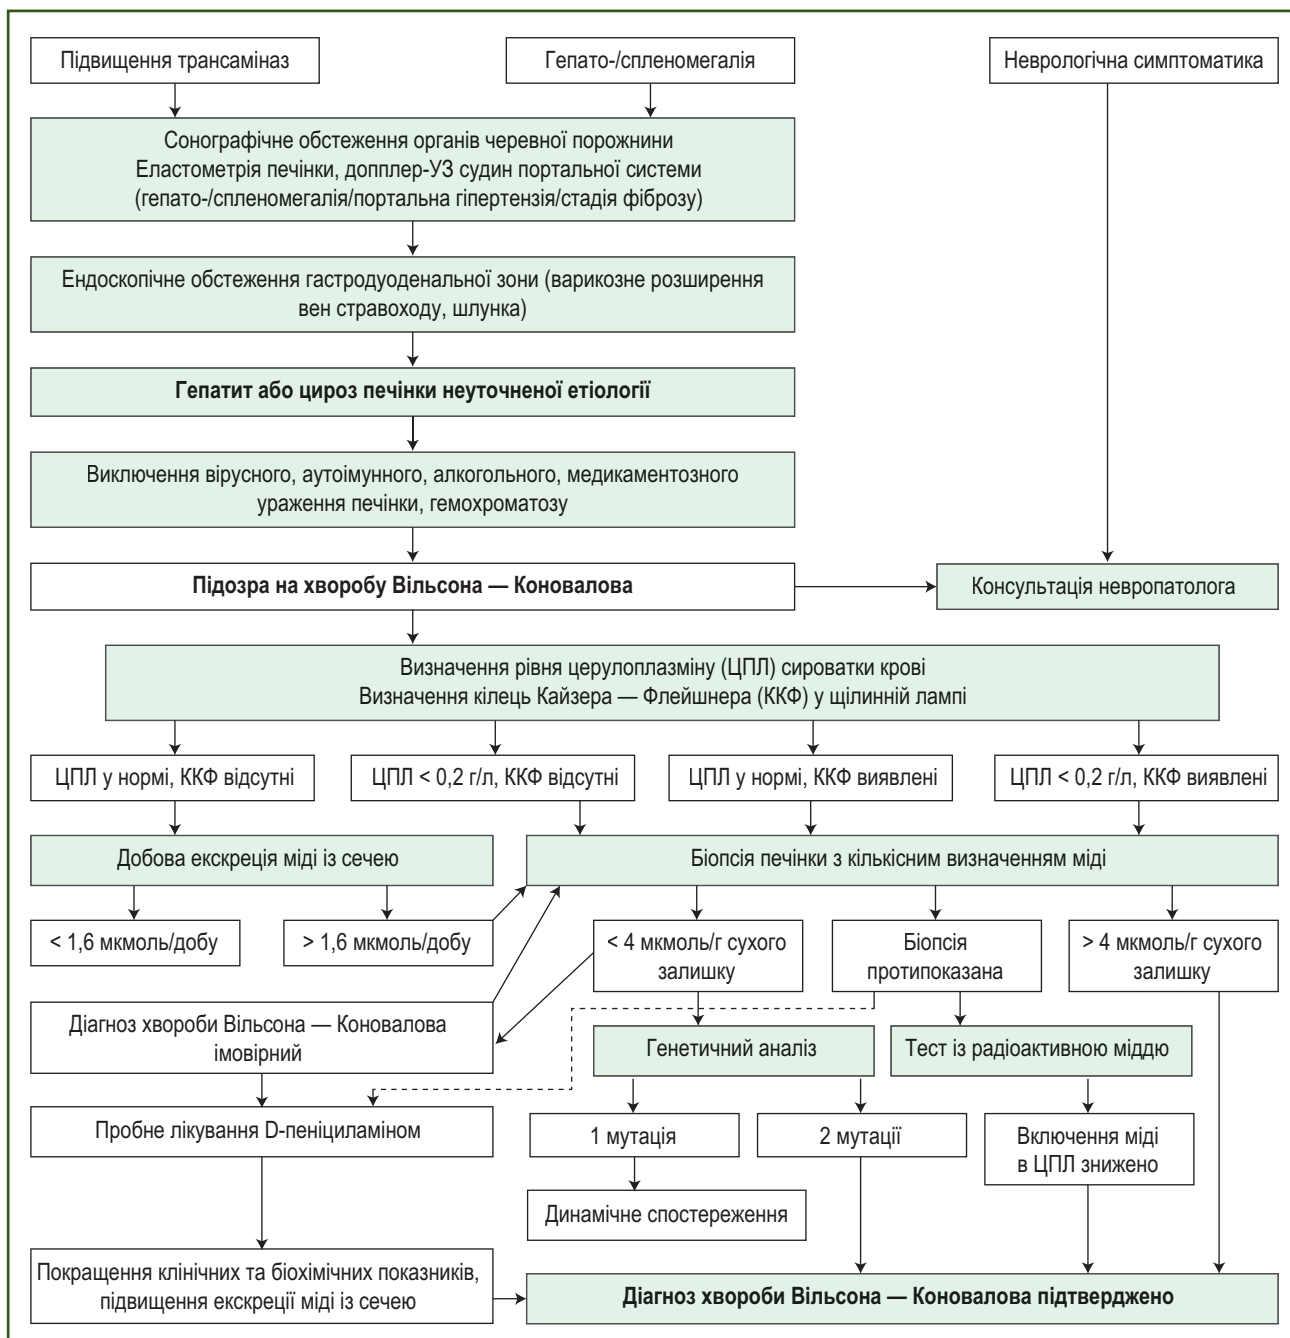 Підвищення трансаміназ
Гепато-/спленомегалія
Неврологічна симптоматика
Сонографічне обстеження органів черевної порожнини
Еластометрія печінки, допплер-УЗ судин портальної системи
(гепато-/спленомегалія/портальна гіпертензія/стадія фіброзу)
Ендоскопічне обстеження гастродуоденальної зони (варикозне розширення
вен стравоходу, шлунка)
Гепатит або цироз печінки неуточненої етіології
Виключення вірусного, аутоімунного, алкогольного, медикаментозного
ураження печінки, гемохроматозу
Підозра на хворобу Вільсона — Коновалова
Консультація невропатолога
Визначення рівня церулоплазміну (ЦПЛ) сироватки крові
Визначення кілець Кайзера — Флейшнера (ККФ) у щілинній лампі
ЦПЛ у нормі, ККФ відсутні
ЦПЛ < 0,2 г/л, ККФ відсутні
ЦПЛ у нормі, ККФ виявлені
ЦПЛ < 0,2 г/л, ККФ виявлені
Добова екскреція міді із сечею
Біопсія печінки з кількісним визначенням міді
< 1,6 мкмоль/добу
> 1,6 мкмоль/добу
< 4 мкмоль/г сухого
залишку
Біопсія
протипоказана
> 4 мкмоль/г сухого
залишку
Діагноз хвороби Вільсона — Коновалова
імовірний
Генетичний аналіз
Тест із радіоактивною міддю
Пробне лікування D-пеніциламіном
1 мутація
2 мутації
Включення міді
в ЦПЛ знижено
Динамічне спостереження
Покращення клінічних та біохімічних показників,
підвищення екскреції міді із сечею
Діагноз хвороби Вільсона — Коновалова підтверджено